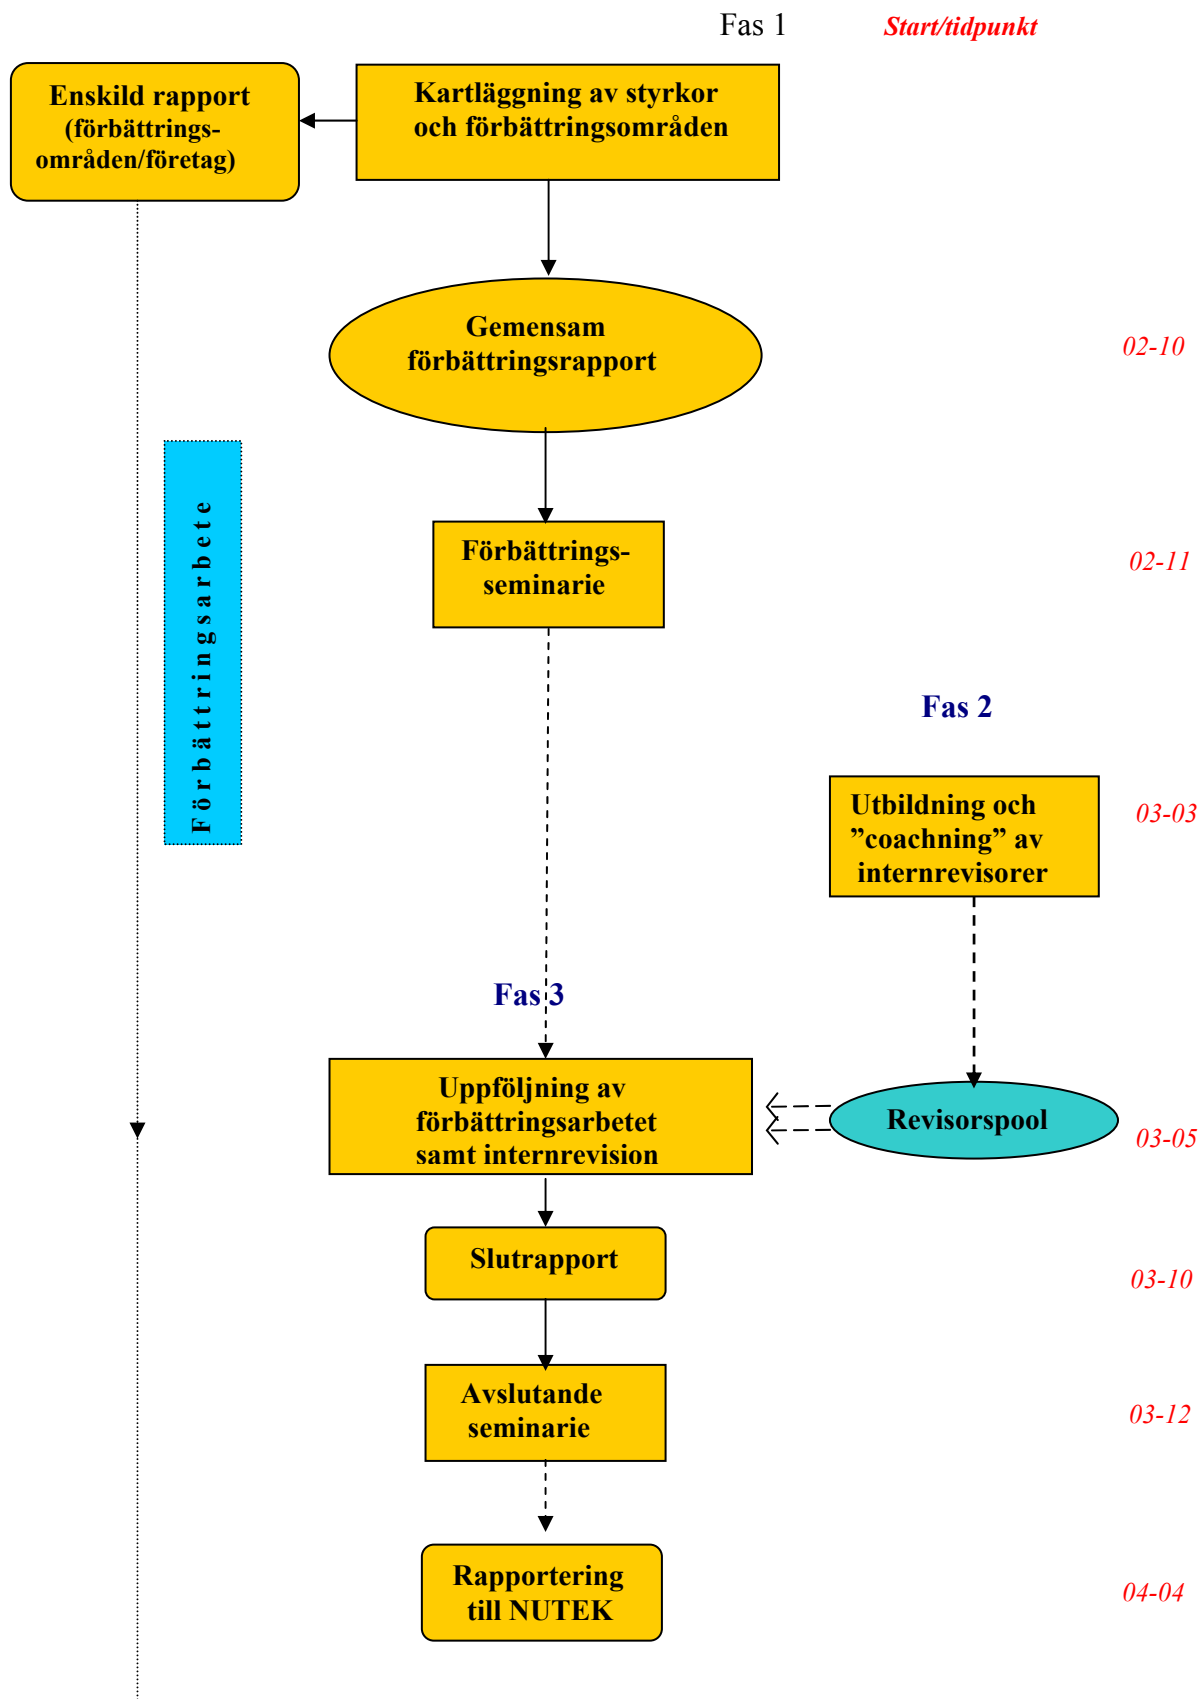 Fas 1
Start/tidpunkt
Enskild rapport
(förbättrings-
områden/företag)
Kartläggning av styrkor
och förbättringsområden
Gemensam
förbättringsrapport
02-10
Förbättringsarbete
Förbättrings-
seminarie
02-11
Fas 2
Utbildning och
”coachning” av
internrevisorer
03-03
Fas 3
Uppföljning av
förbättringsarbetet
samt internrevision
Revisorspool
03-05
Slutrapport
03-10
Avslutande
seminarie
03-12
Rapportering
till NUTEK
04-04